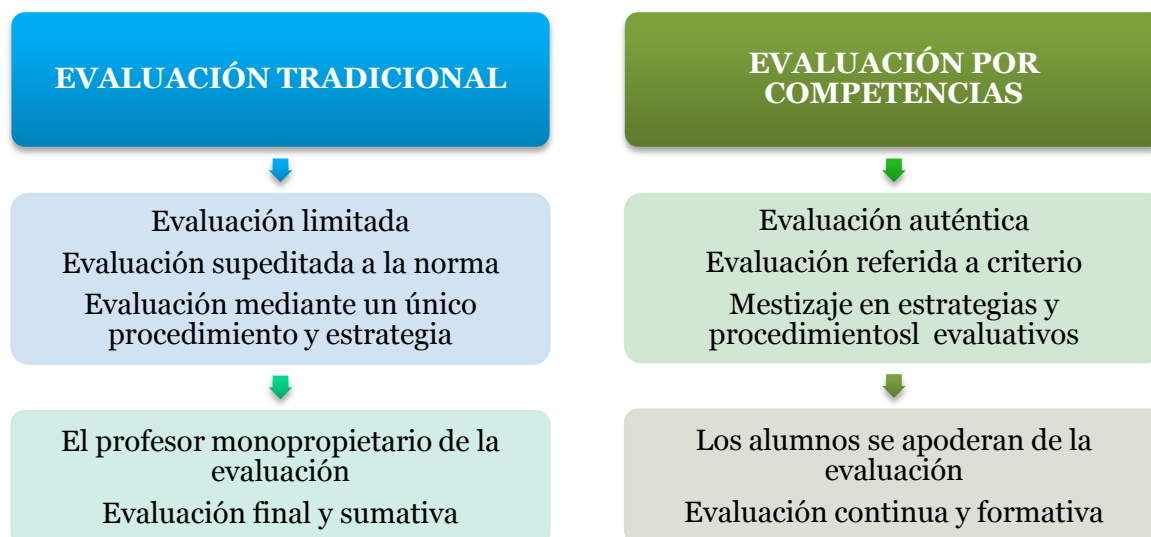 EVALUACIÓN TRADICIONAL
Evaluación limitada
Evaluación supeditada a la norma
Evaluación mediante un único
procedimiento y estrategia
El profesor monopropietario de la
evaluación
Evaluación final y sumativa
EVALUACIÓN POR
COMPETENCIAS
Evaluación auténtica
Evaluación referida a criterio
Mestizaje en estrategias y
procedimientosl evaluativos
Los alumnos se apoderan de la
evaluación
Evaluación continua y formativa